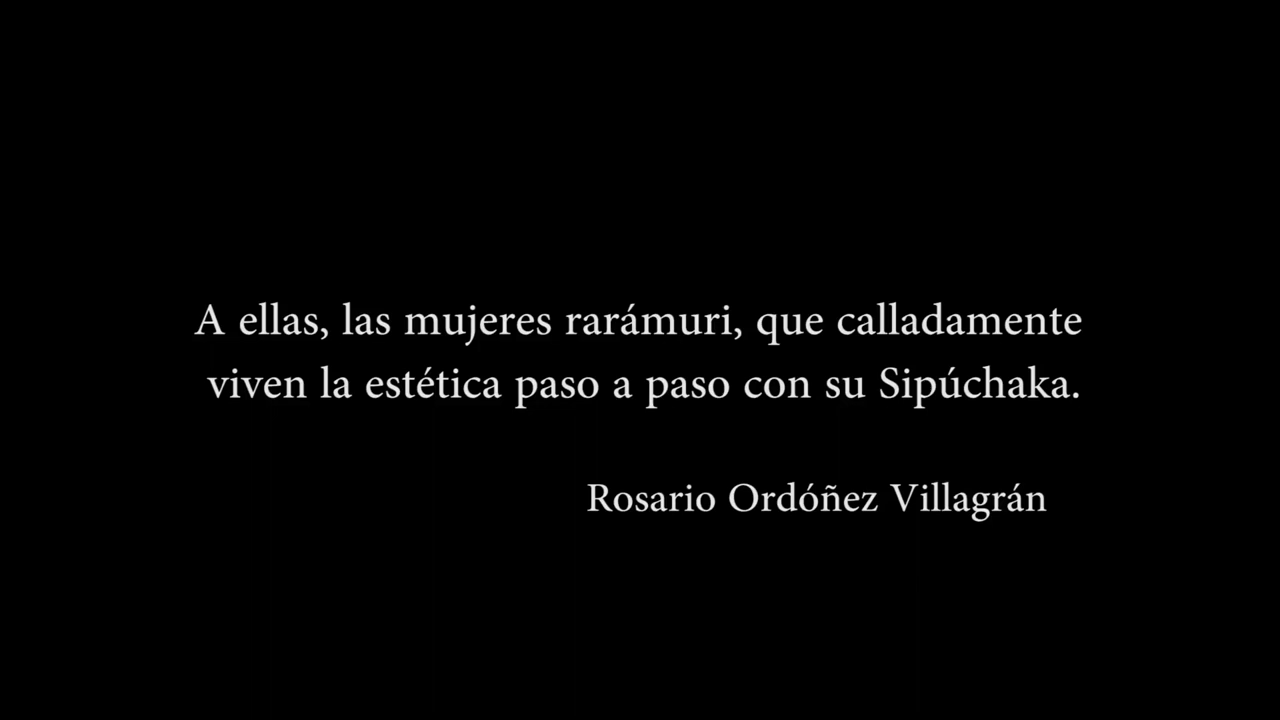 A ellas, las mujeres rarámuri, que calladamente
viven la estética paso a paso con su Sipúchaka.
Rosario Ordóñez Villagrán